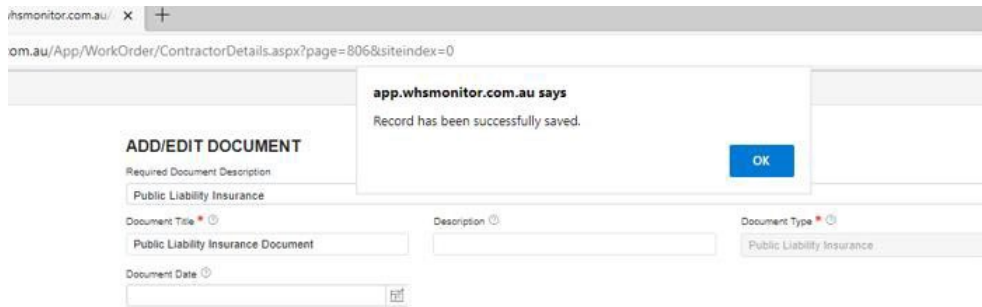 whsmonitor.com.au/
om.au/App/WorkOrder/ContractorDetails.aspx?page=806&siteindex=0
app.whsmonitor.com.au says
Record has been successfully saved.
OK
ADD/EDIT DOCUMENT
Required Document Description
Public Liability Insurance
Document Title * Description Document Type *
Public Liability Insurance Document Public Liability Insurance
Document Date